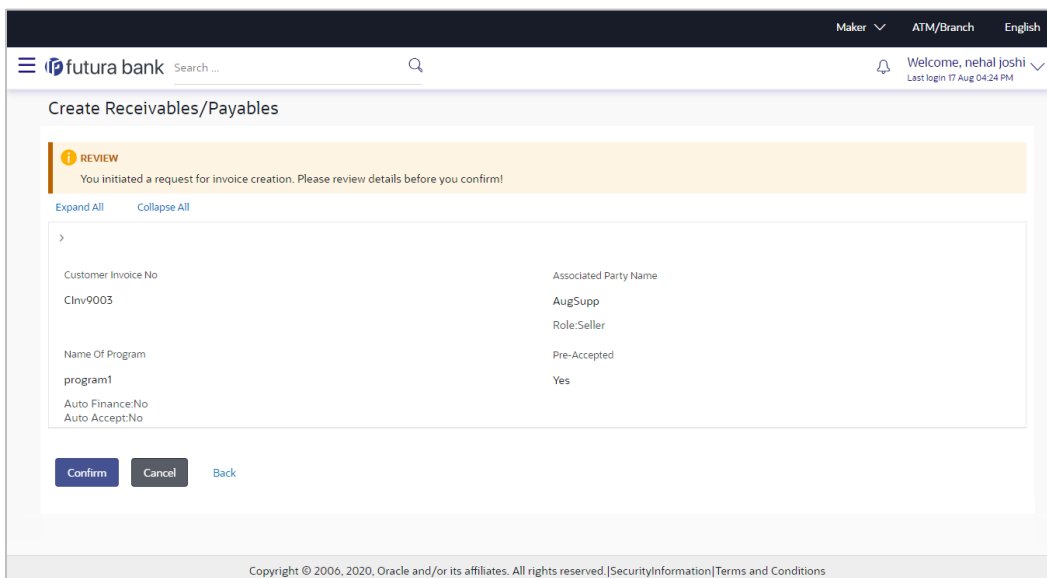 Maker ATM/Branch English
futura bank Search ... Welcome, nehal joshi
Last login 17 Aug 04:24 PM
Create Receivables/Payables
REVIEW
You initiated a request for invoice creation. Please review details before you confirm!
Expand All Collapse All
Customer Invoice No Associated Party Name
CInv9003 AugSupp
Role:Seller
Name Of Program Pre-Accepted
program1 Yes
Auto Finance:No
Auto Accept:No
Confirm Cancel Back
Copyright © 2006, 2020, Oracle and/or its affiliates. All rights reserved.|SecurityInformation|Terms and Conditions